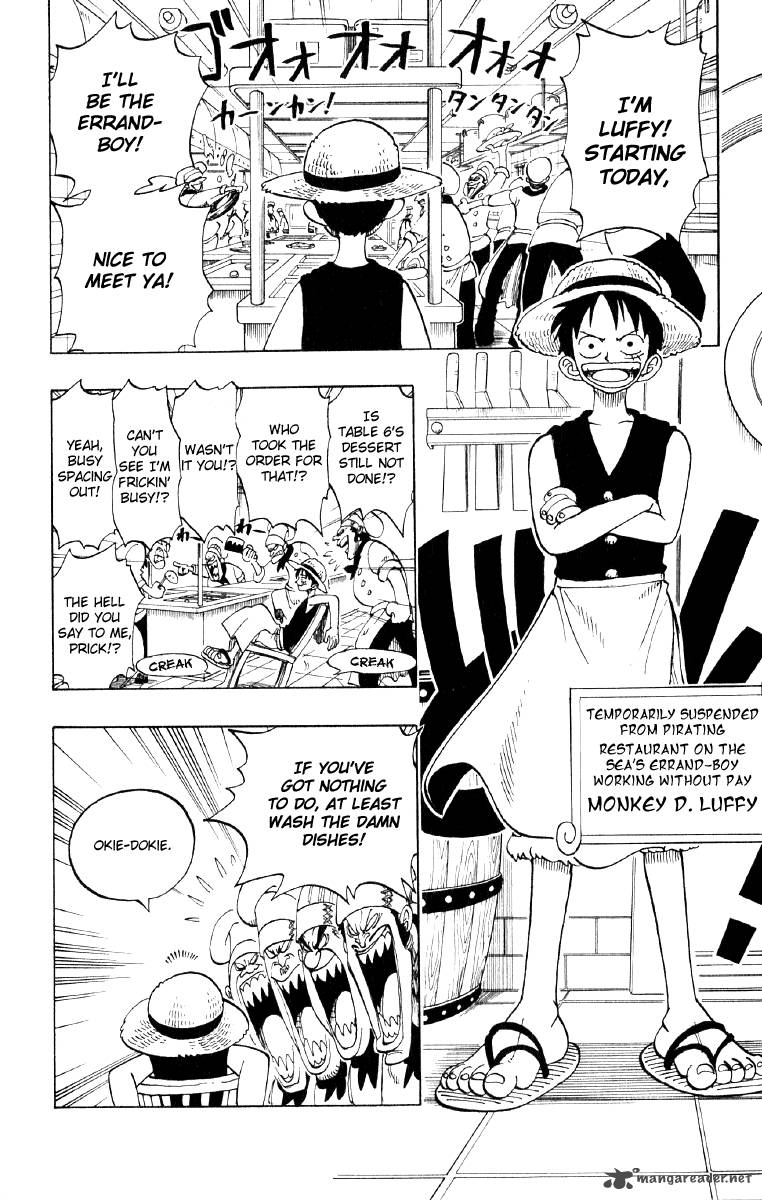 I'M
LUFFY!
STARTING
TODAY,
I'LL
BE THE
ERRAND-
BOY!
NICE TO
MEET YA!
ゴオオオオオオオ
カーンカン!
タンタンタン
TEMPORARILY SUSPENDED
FROM PIRATING
RESTAURANT ON THE
SEA'S ERRAND-BOY
WORKING WITHOUT PAY
MONKEY D. LUFFY
IS
TABLE 6'S
DESSERT
STILL NOT
DONE!?
WHO
TOOK THE
ORDER FOR
THAT!?
WASN'T
IT YOU!?
CAN'T
YOU
SEE I'M
FRICKIN'
BUSY!?
YEAH,
BUSY
SPACING
OUT!
THE HELL
DID YOU
SAY TO ME,
PRICK!?
CREAK
CREAK
IF YOU'VE
GOT NOTHING
TO DO, AT LEAST
WASH THE DAMN
DISHES!
OKIE-DOKIE.
mangareader.net